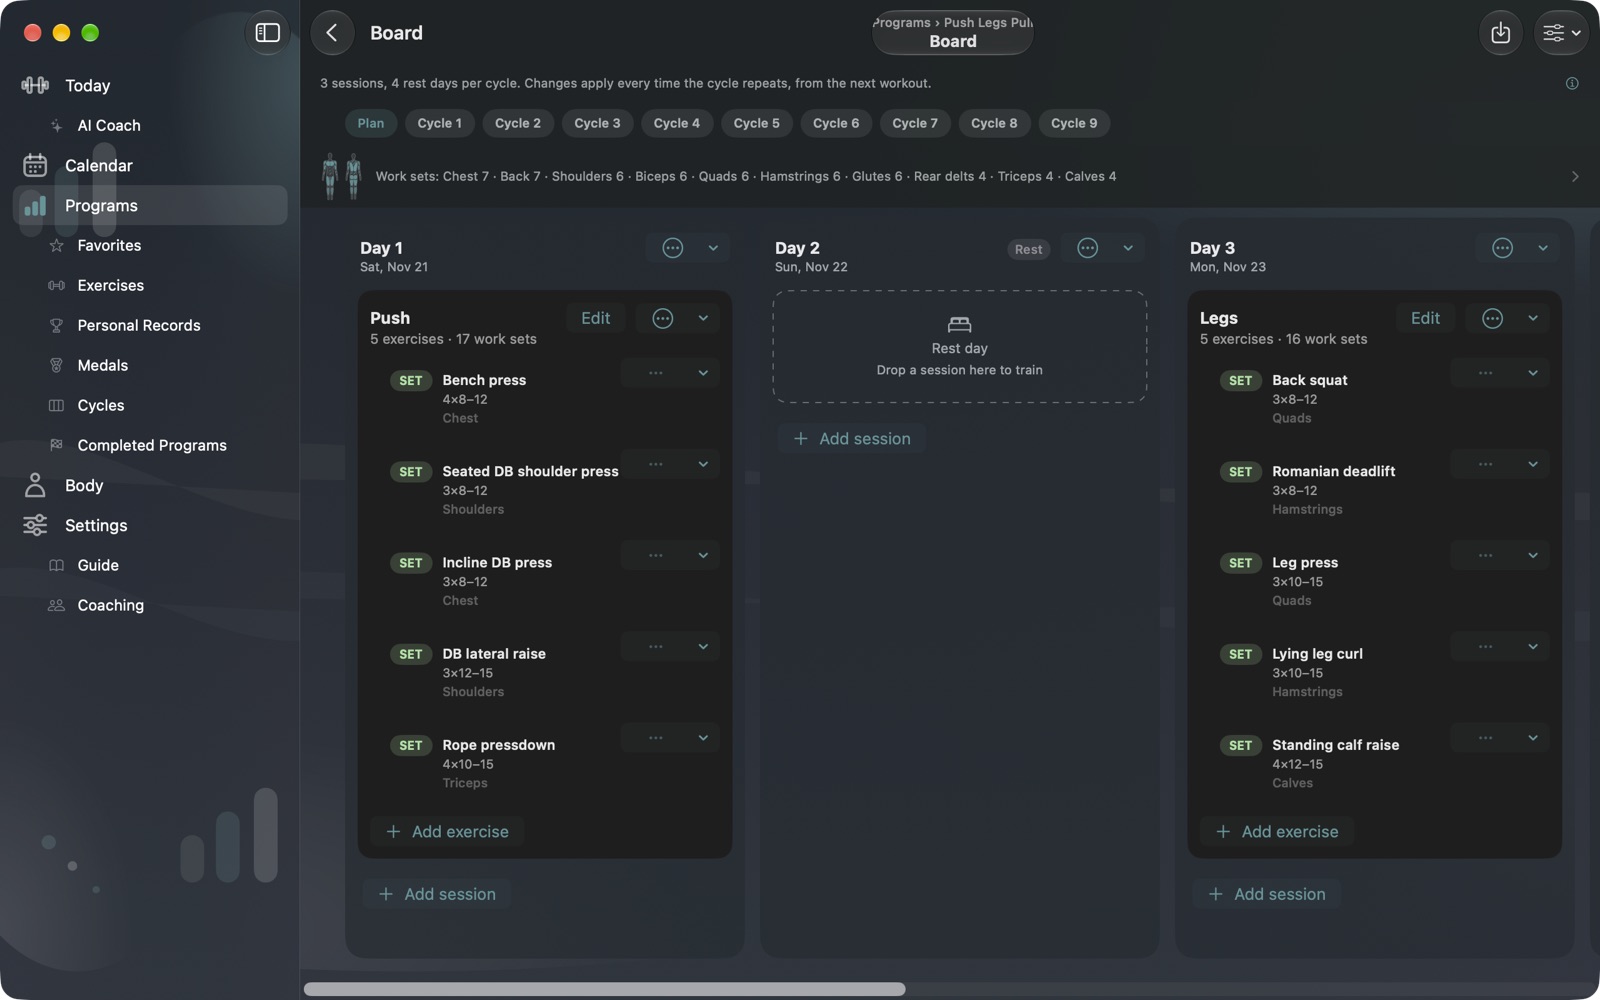 Today
AI Coach
Calendar
Programs
Favorites
Exercises
Personal Records
Medals
Cycles
Completed Programs
Body
Settings
Guide
Coaching
Board
Programs › Push Legs Pull
Board
3 sessions, 4 rest days per cycle. Changes apply every time the cycle repeats, from the next workout.
Plan
Cycle 1
Cycle 2
Cycle 3
Cycle 4
Cycle 5
Cycle 6
Cycle 7
Cycle 8
Cycle 9
Work sets: Chest 7 · Back 7 · Shoulders 6 · Biceps 6 · Quads 6 · Hamstrings 6 · Glutes 6 · Rear delts 4 · Triceps 4 · Calves 4
Day 1
Sat, Nov 21
Push
Edit
5 exercises · 17 work sets
SET Bench press
4×8–12
Chest
SET Seated DB shoulder press
3×8–12
Shoulders
SET Incline DB press
3×8–12
Chest
SET DB lateral raise
3×12–15
Shoulders
SET Rope pressdown
4×10–15
Triceps
+ Add exercise
+ Add session
Day 2
Rest
Sun, Nov 22
Rest day
Drop a session here to train
+ Add session
Day 3
Mon, Nov 23
Legs
Edit
5 exercises · 16 work sets
SET Back squat
3×8–12
Quads
SET Romanian deadlift
3×8–12
Hamstrings
SET Leg press
3×10–15
Quads
SET Lying leg curl
3×10–15
Hamstrings
SET Standing calf raise
4×12–15
Calves
+ Add exercise
+ Add session